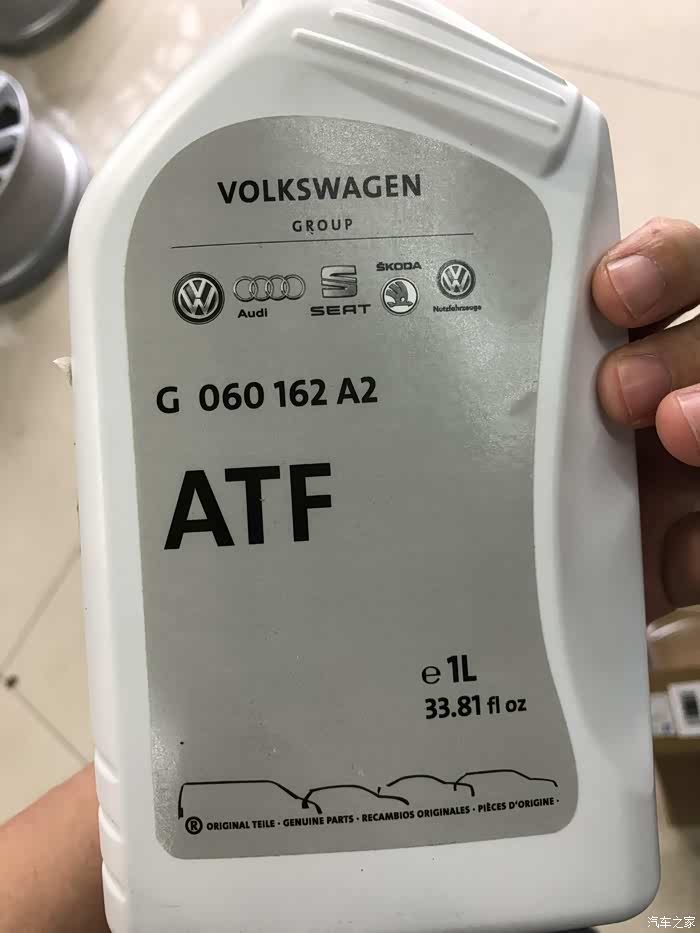 VOLKSWAGEN
GROUP
Audi
SEAT
ŠKODA
Nutzfahrzeuge
G 060 162 A2
ATF
e 1L
33.81 fl oz
® ORIGINAL TEILE · GENUINE PARTS · RECAMBIOS ORIGINALES · PIÈCES D'ORIGINE ·
汽车之家